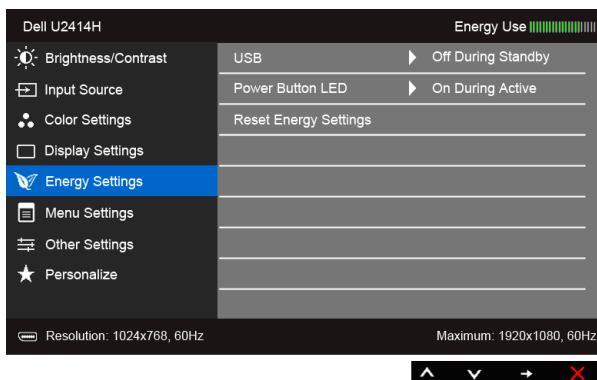 Dell U2414H Energy Use
Brightness/Contrast USB Off During Standby
Input Source Power Button LED On During Active
Color Settings Reset Energy Settings
Display Settings
Energy Settings
Menu Settings
Other Settings
Personalize
Resolution: 1024x768, 60Hz Maximum: 1920x1080, 60Hz